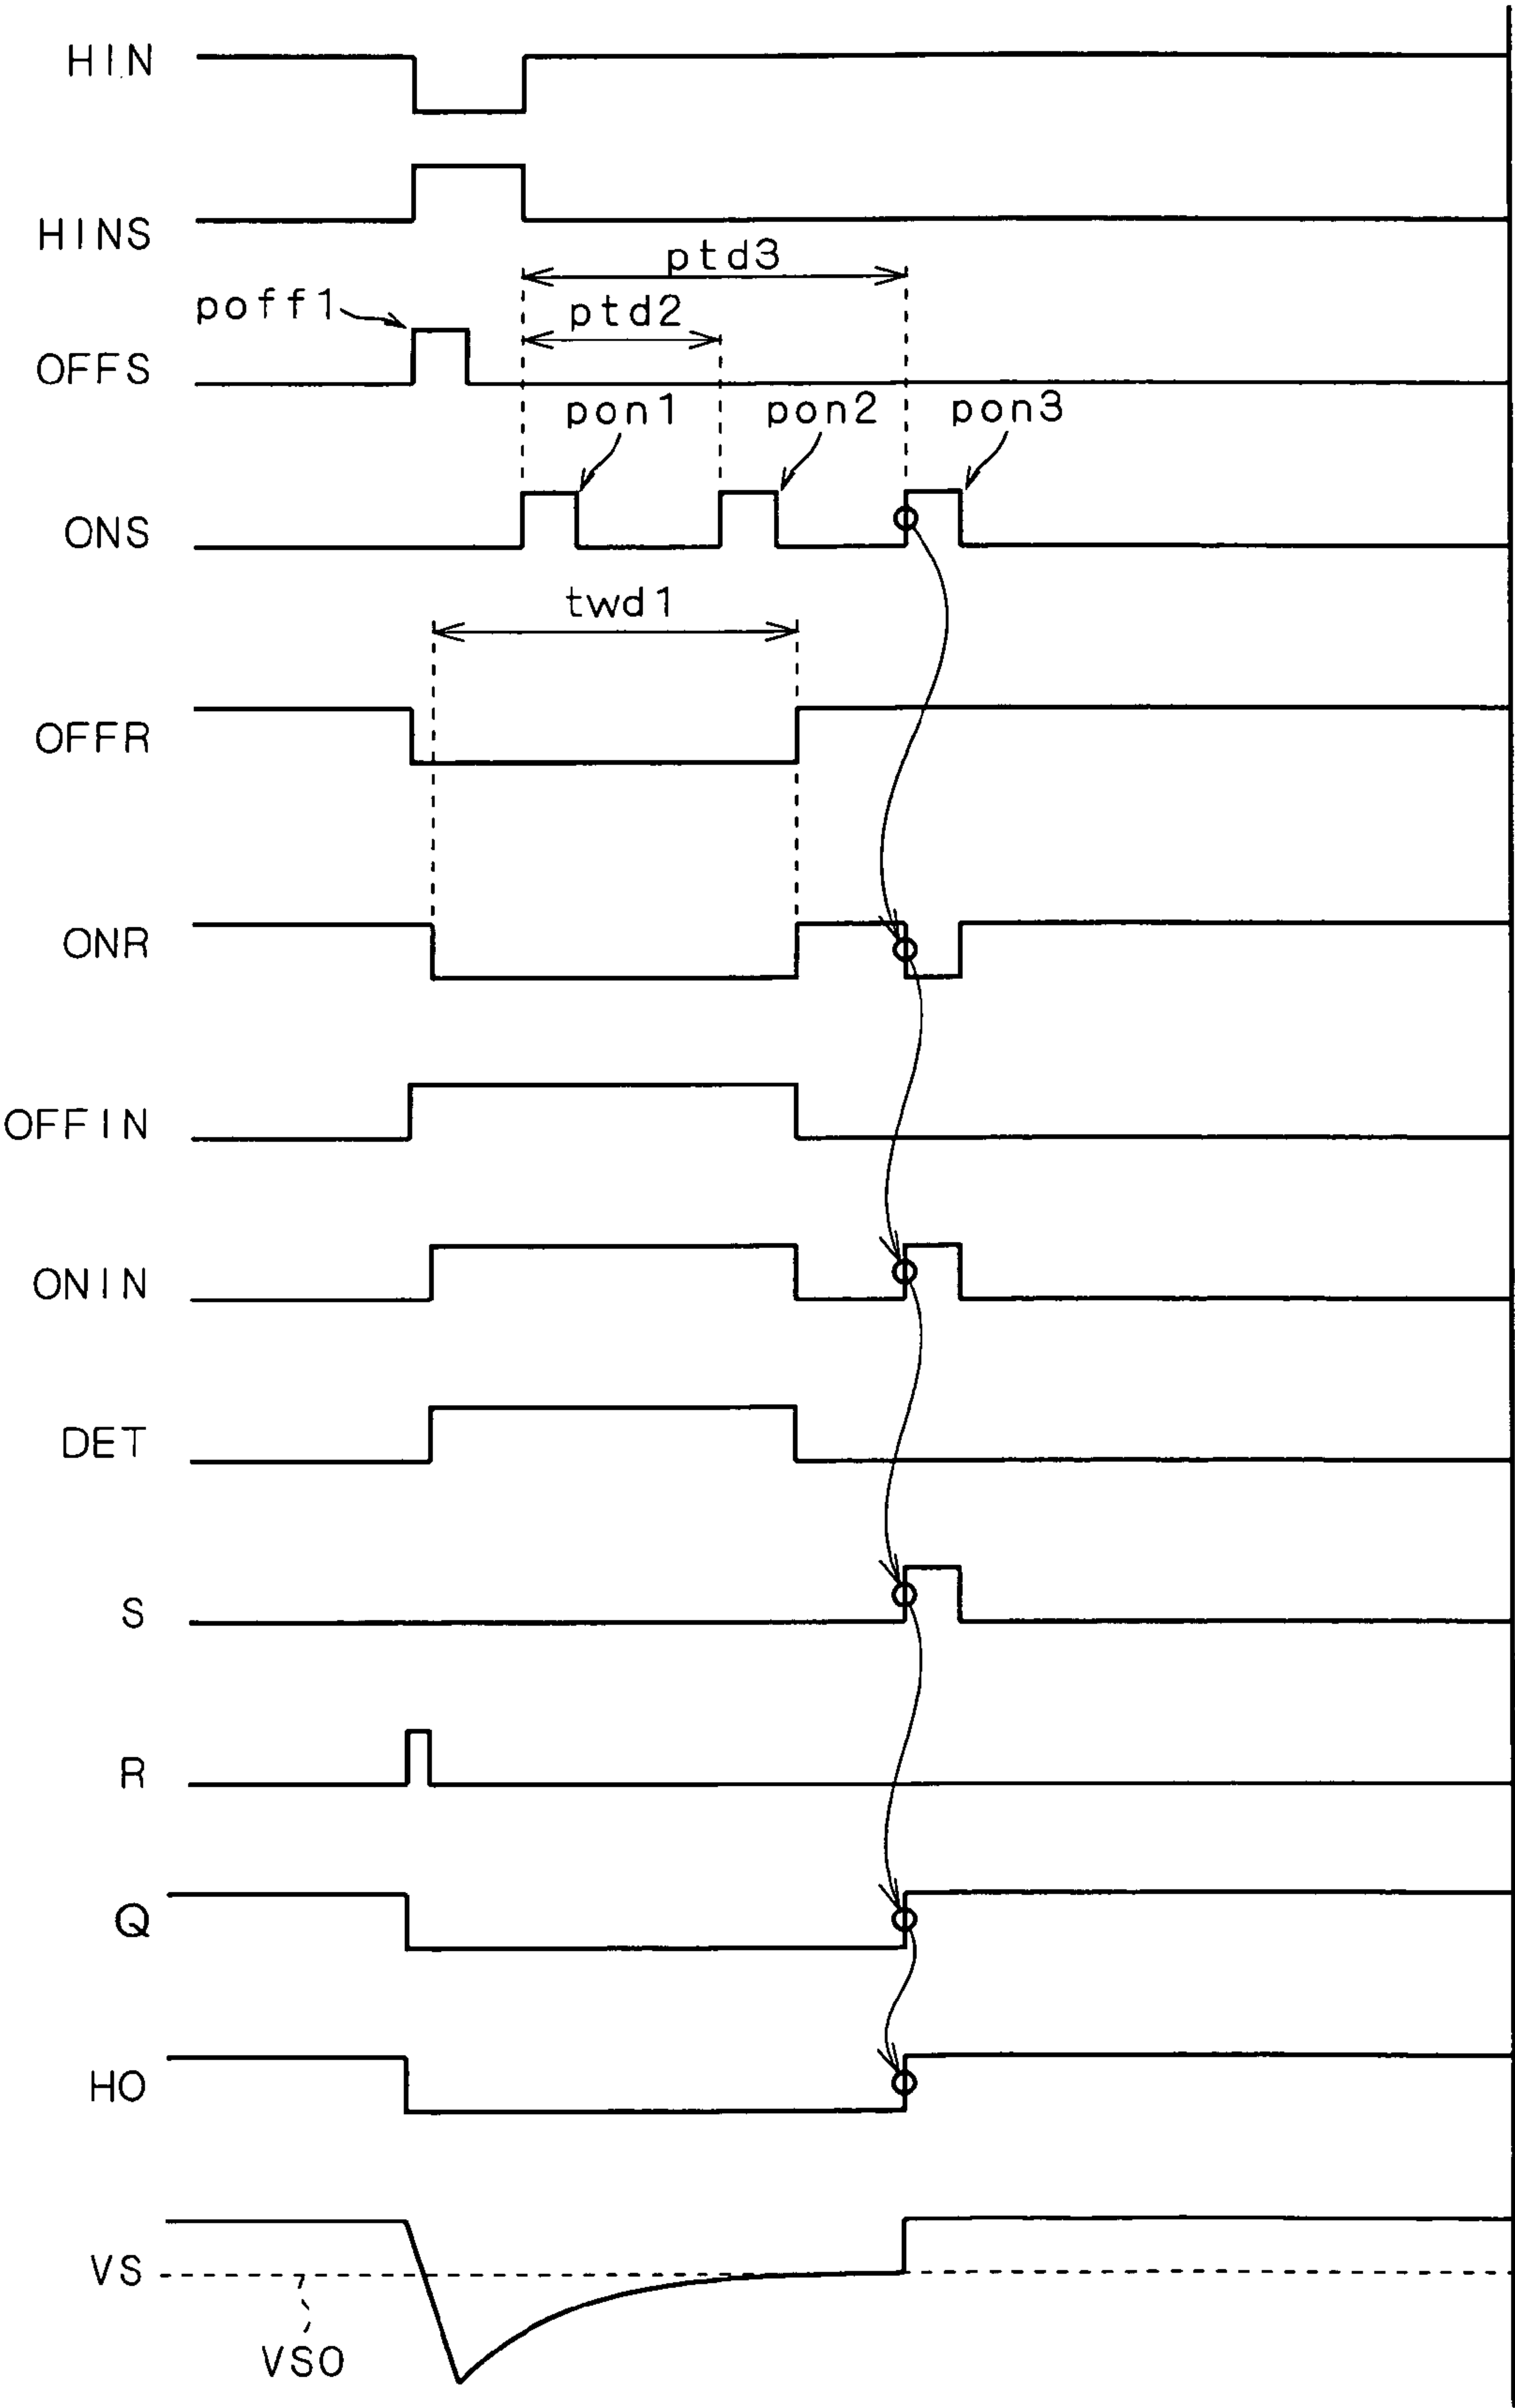 HIN
HINS
ptd3
poff1
ptd2
OFFS
pon1 pon2 pon3
ONS
twd1
OFFR
ONR
OFFIN
ONIN
DET
S
R
Q
HO
VS
VSO